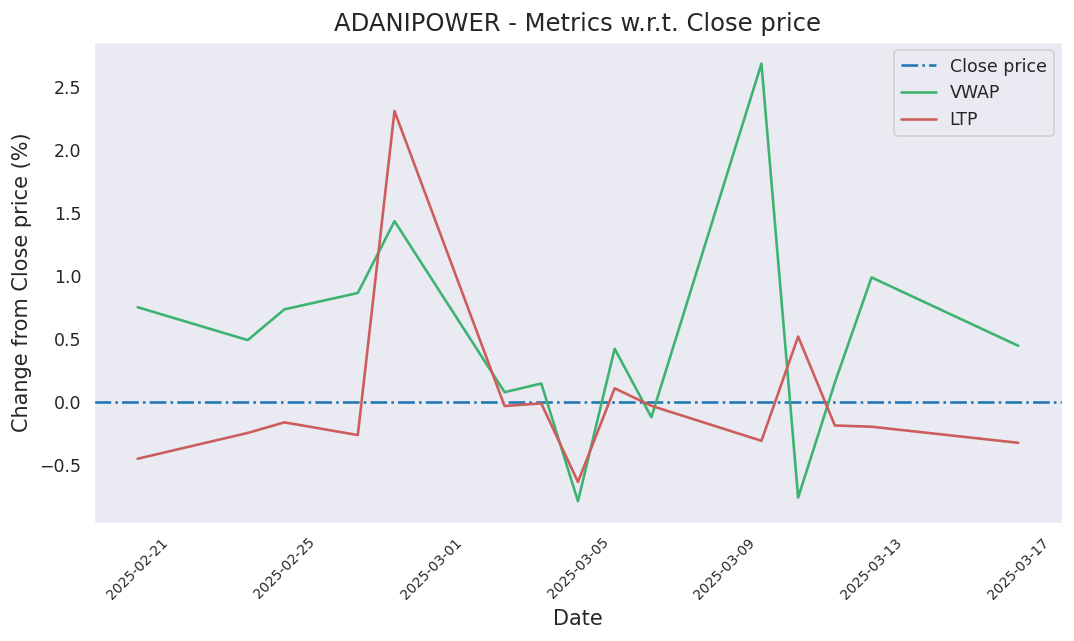 ADANIPOWER - Metrics w.r.t. Close price
Change from Close price (%)
2.5
2.0
1.5
1.0
0.5
0.0
−0.5
Close price
VWAP
LTP
2025-02-21
2025-02-25
2025-03-01
2025-03-05
2025-03-09
2025-03-13
2025-03-17
Date